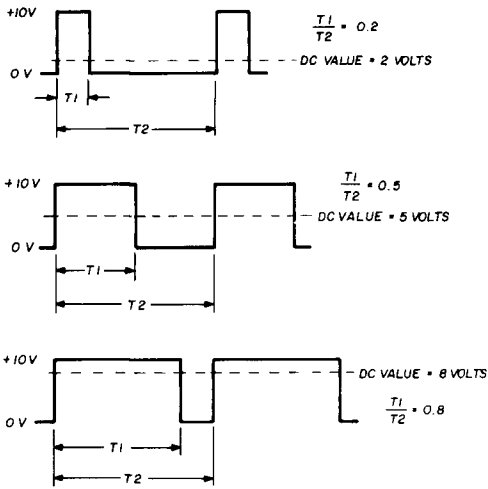 +10V
T1
T2 = 0.2
DC VALUE = 2 VOLTS
0 V
T1
T2
+10V
T1
T2 = 0.5
DC VALUE = 5 VOLTS
0 V
T1
T2
+10V
DC VALUE = 8 VOLTS
T1
T2 = 0.8
0 V
T1
T2